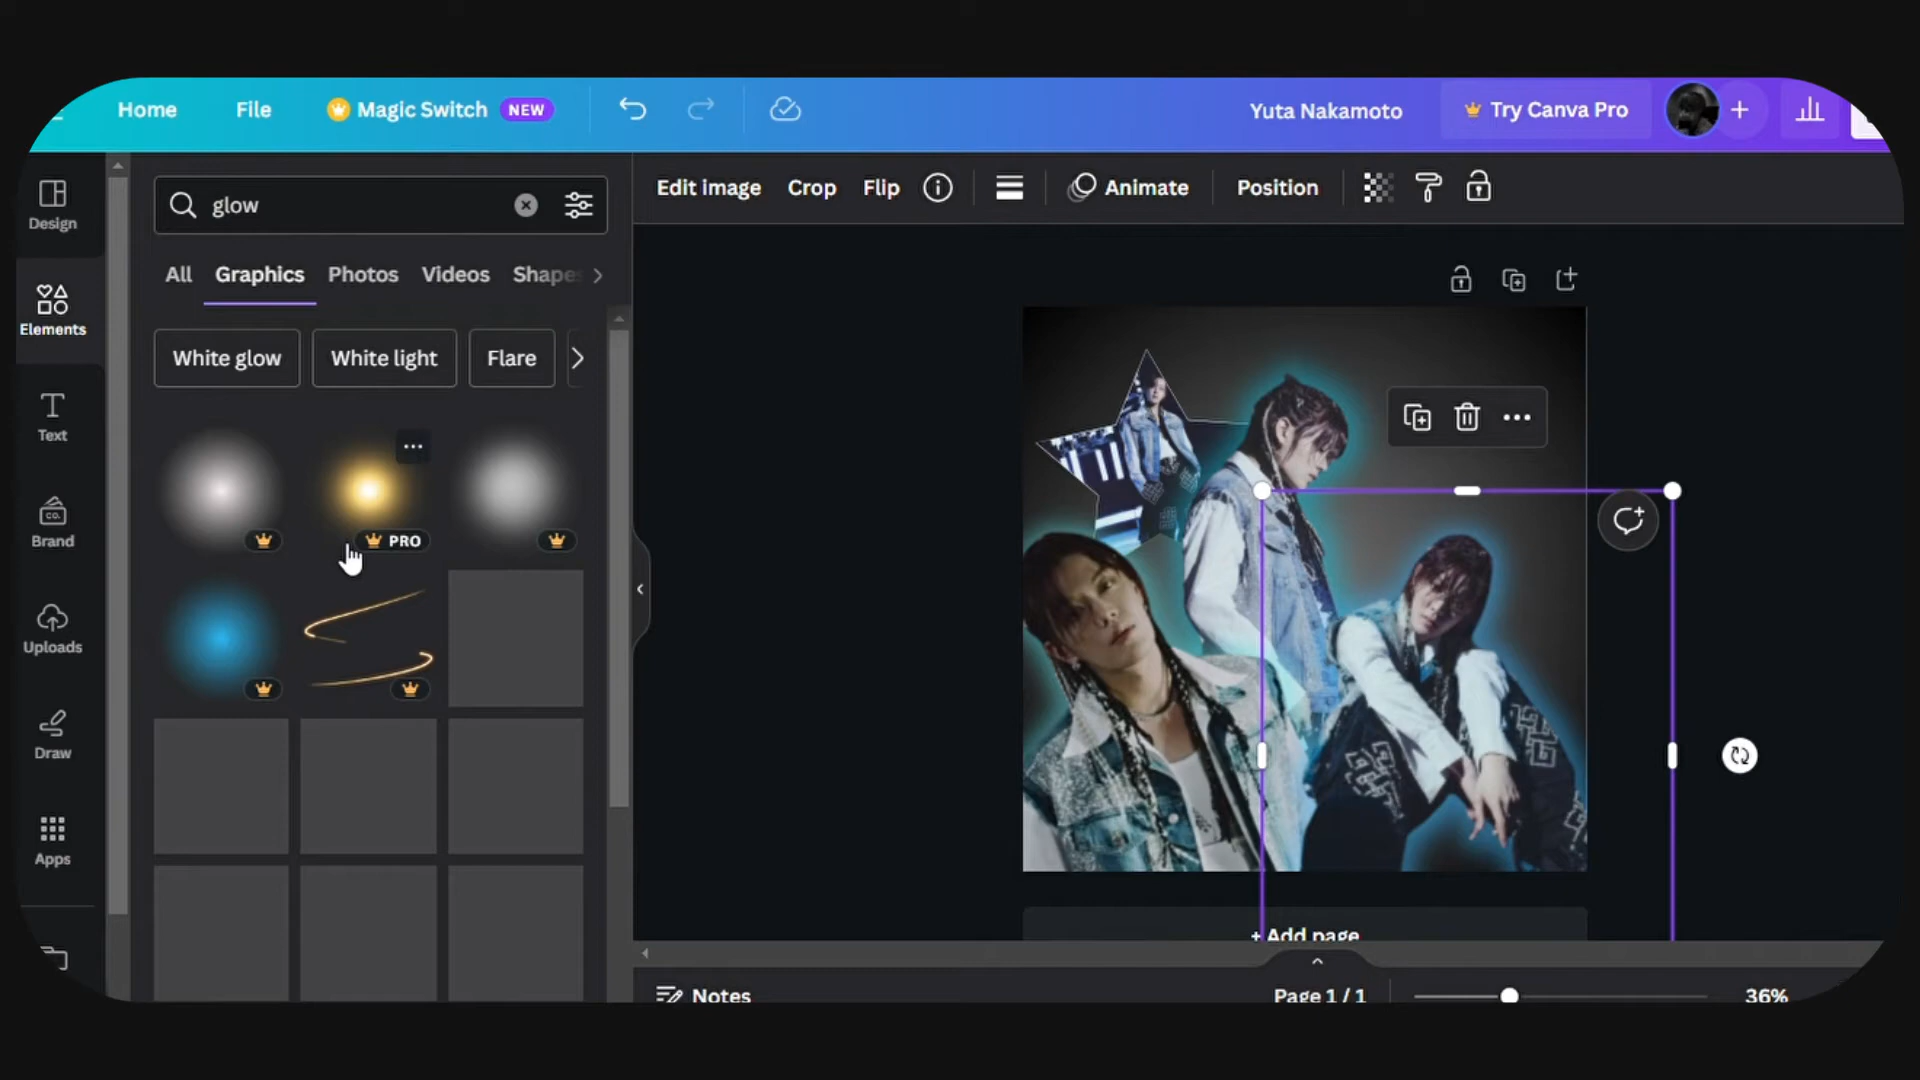 Home File Magic Switch NEW Yuta Nakamoto Try Canva Pro
Design
Elements
Text
Brand
CO.
Uploads
Draw
Apps
glow
All Graphics Photos Videos Shapes
White glow White light Flare
PRO
Edit image Crop Flip Animate Position
+ Add page
Notes Page 1 / 1 36%